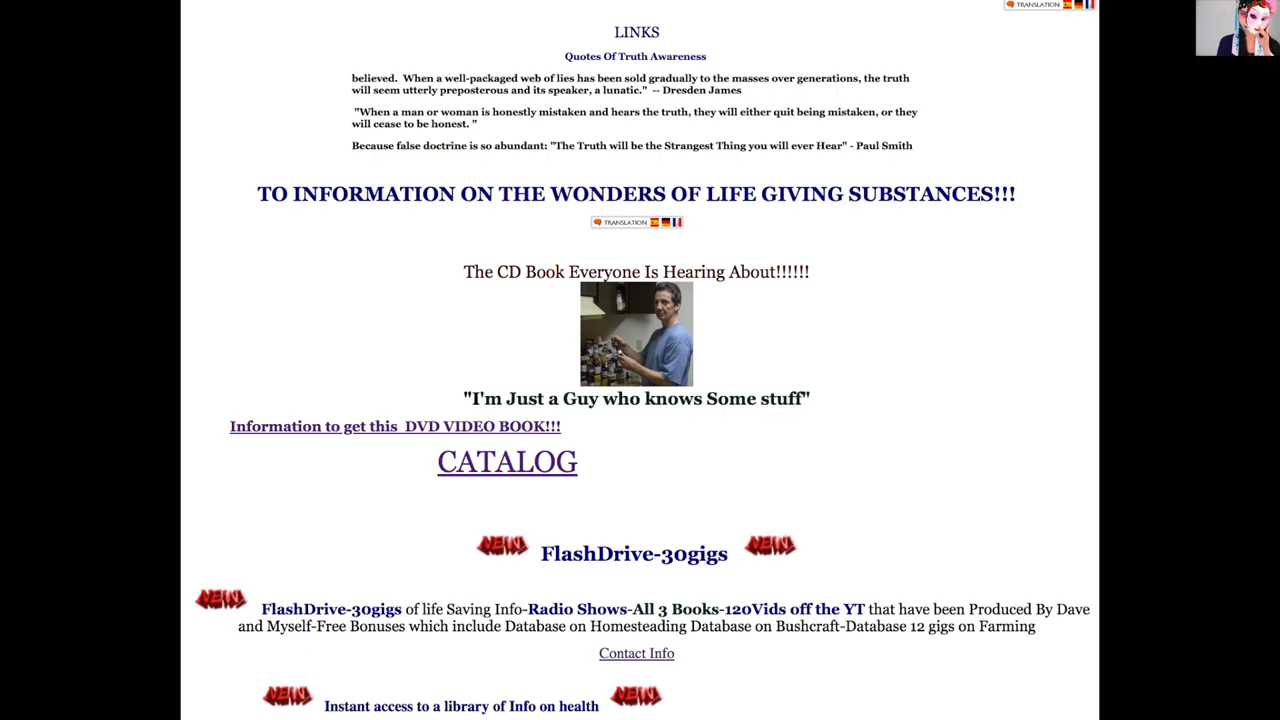 TRANSLATION
LINKS
Quotes Of Truth Awareness
believed.  When a well-packaged web of lies has been sold gradually to the masses over generations, the truth
will seem utterly preposterous and its speaker, a lunatic."  -- Dresden James
"When a man or woman is honestly mistaken and hears the truth, they will either quit being mistaken, or they
will cease to be honest. "
Because false doctrine is so abundant: "The Truth will be the Strangest Thing you will ever Hear" - Paul Smith
TO INFORMATION ON THE WONDERS OF LIFE GIVING SUBSTANCES!!!
TRANSLATION
The CD Book Everyone Is Hearing About!!!!!!
"I'm Just a Guy who knows Some stuff"
Information to get this  DVD VIDEO BOOK!!!
CATALOG
NEW! FlashDrive-30gigs NEW!
NEW! FlashDrive-30gigs of life Saving Info-Radio Shows-All 3 Books-120Vids off the YT that have been Produced By Dave
and Myself-Free Bonuses which include Database on Homesteading Database on Bushcraft-Database 12 gigs on Farming
Contact Info
NEW! Instant access to a library of Info on health NEW!